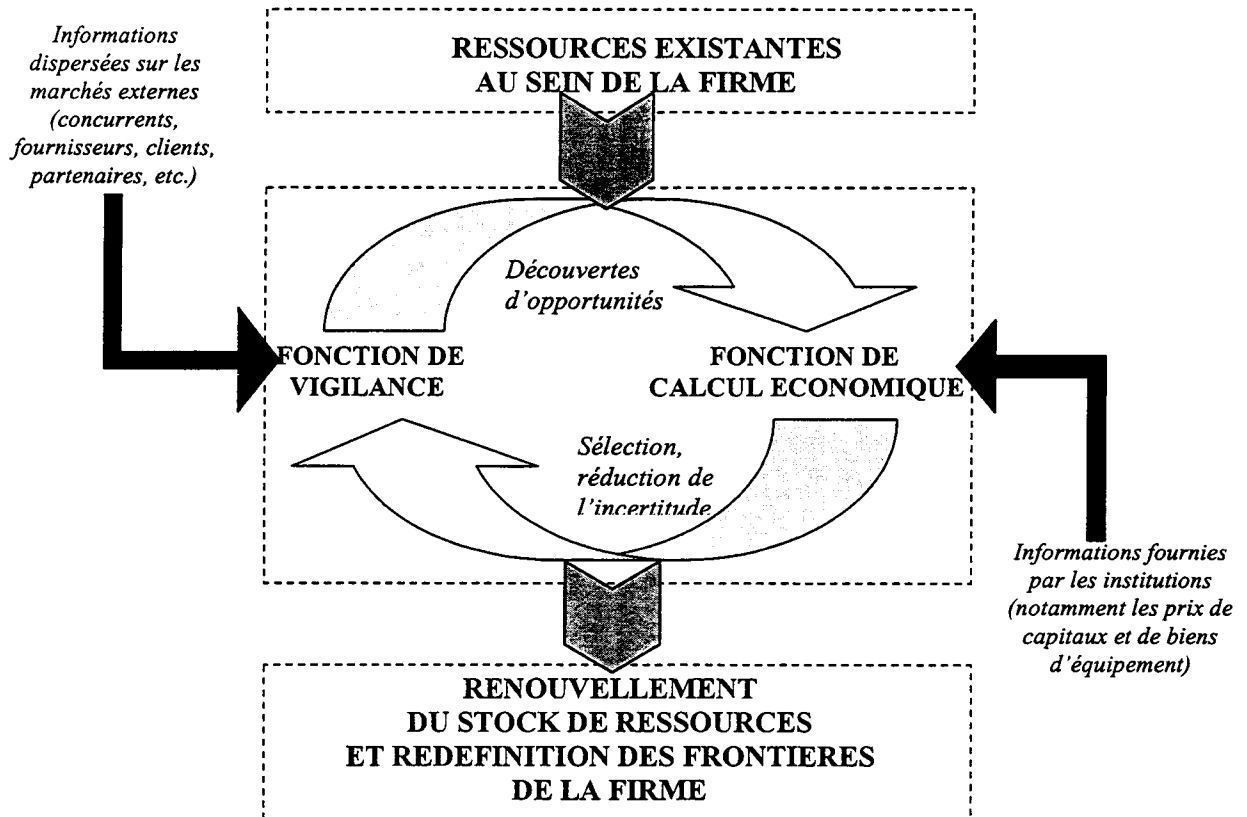 Informations
dispersées sur les
marchés externes
(concurrents,
fournisseurs, clients,
partenaires, etc.)
RESSOURCES EXISTANTES
AU SEIN DE LA FIRME
Découvertes
d'opportunités
FONCTION DE
VIGILANCE
FONCTION DE
CALCUL ECONOMIQUE
Sélection,
réduction de
l'incertitude
Informations fournies
par les institutions
(notamment les prix de
capitaux et de biens
d'équipement)
RENOUVELLEMENT
DU STOCK DE RESSOURCES
ET REDEFINITION DES FRONTIERES
DE LA FIRME